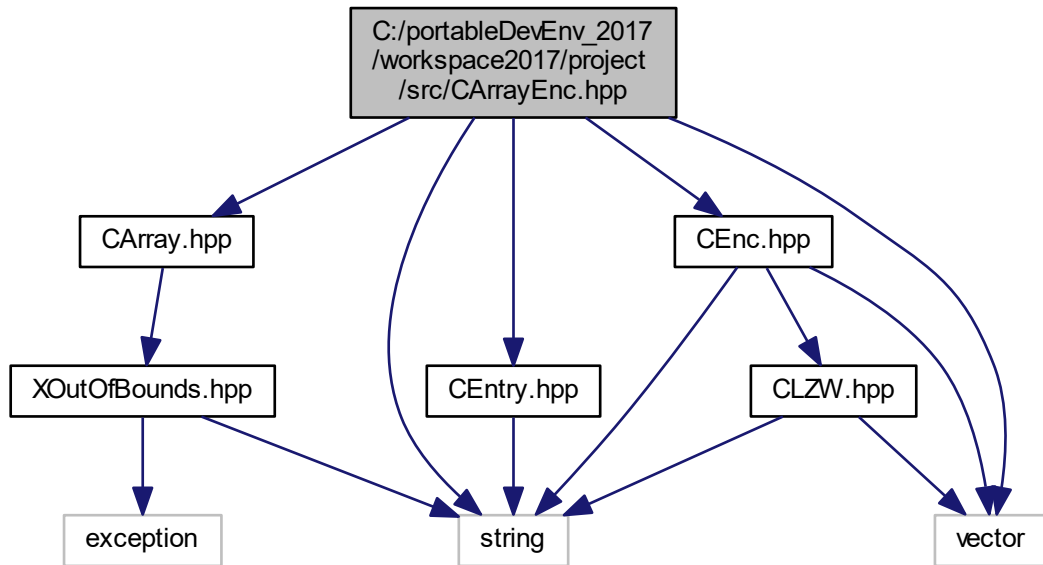 C:/portableDevEnv_2017
/workspace2017/project
/src/CArrayEnc.hpp
CArray.hpp
CEnc.hpp
XOutOfBounds.hpp
CEntry.hpp
CLZW.hpp
exception
string
vector